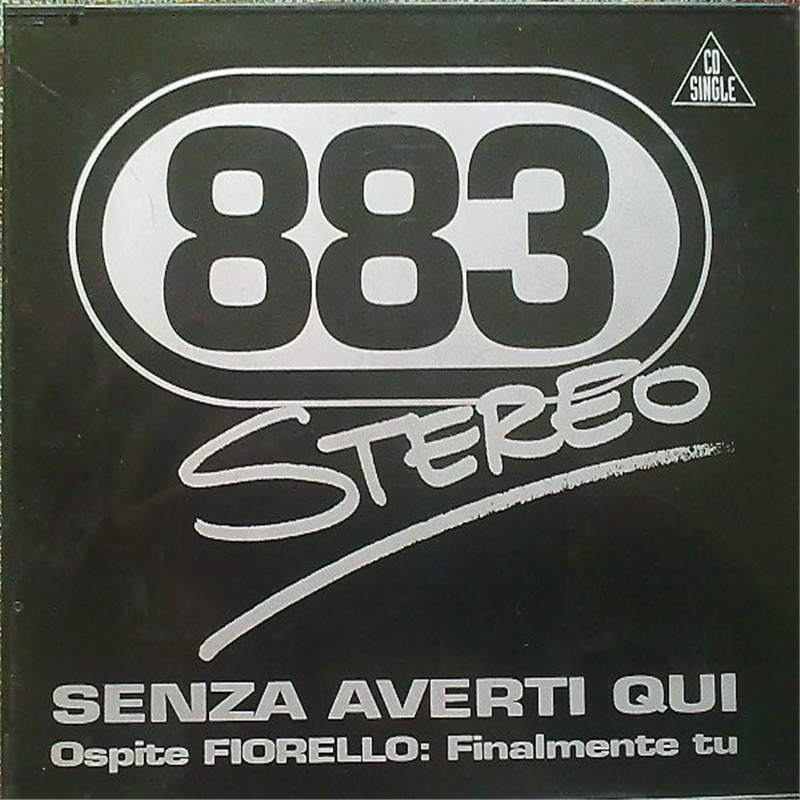 CD
SINGLE
883
STEREO
SENZA AVERTI QUI
Ospite FIORELLO: Finalmente tu